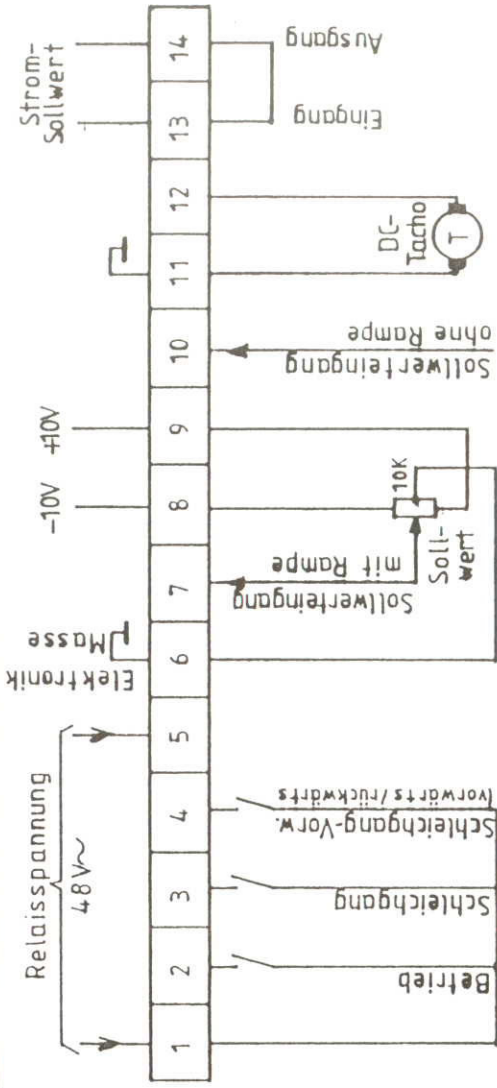 Relaisspannung
48V~
Elektronik
Masse
-10V
+10V
Strom-
Sollwert
1
2
3
4
5
6
7
8
9
10
11
12
13
14
Betrieb
Schleichgang
Schleichgang-Vorw.
(vorwärts/rückwärts
Sollwerteingang
mit Rampe
Soll-
wert
10K
Sollwerteingang
ohne Rampe
DC-
Tacho
T
Eingang
Ausgang